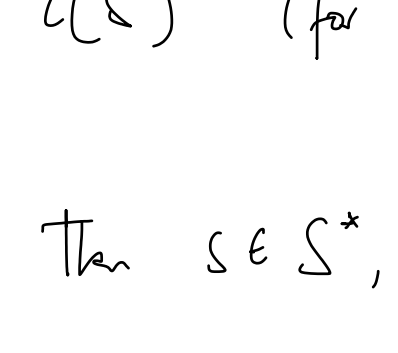 (for
Then s ∈ S*,